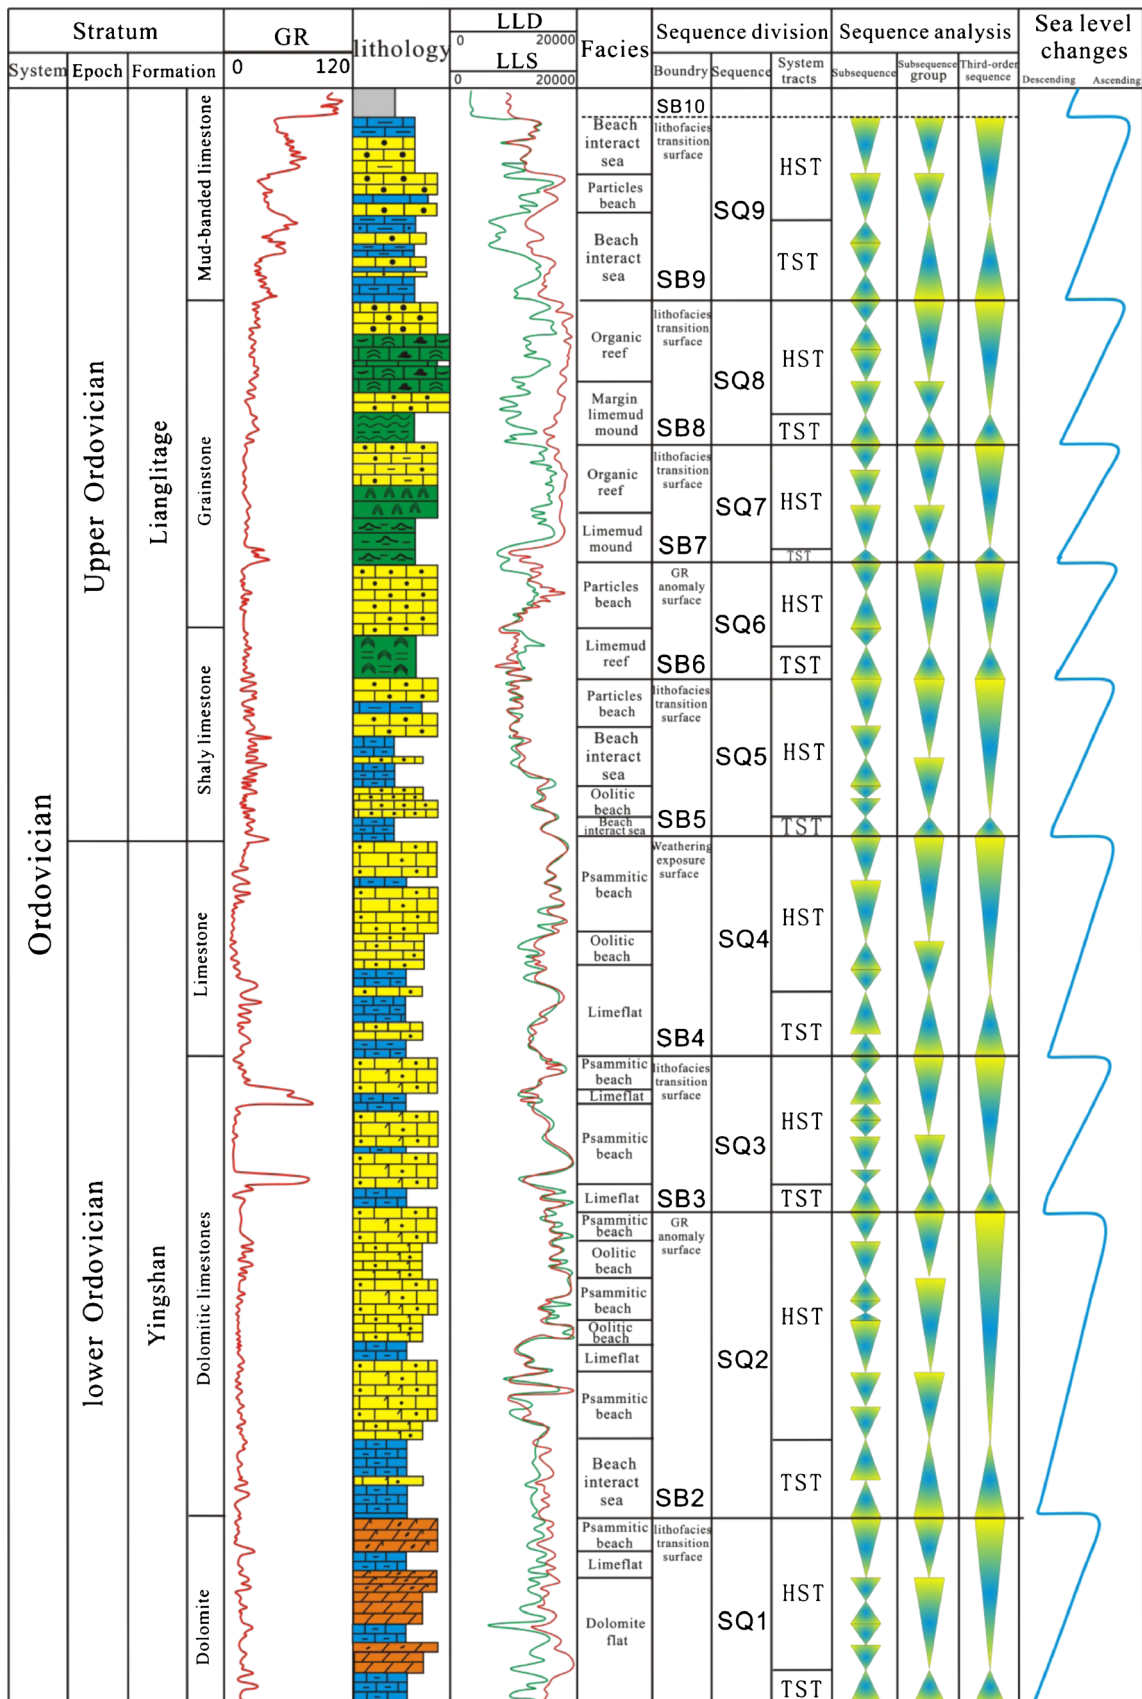 Stratum
GR
lithology
LLD
0 20000
LLS
0 20000
Facies
Sequence division
Sequence analysis
Sea level
changes
System
Epoch
Formation
0 120
Boundry
Sequence
System
tracts
Subsequence
Subsequence
group
Third-order
sequence
Descending
Ascending
Ordovician
Upper Ordovician
lower Ordovician
Lianglitage
Yingshan
Mud-banded limestone
Grainstone
Shaly limestone
Limestone
Dolomitic limestones
Dolomite
Beach
interact
sea
Particles
beach
Beach
interact
sea
Organic
reef
Margin
limemud
mound
Organic
reef
Limemud
mound
Particles
beach
Limemud
reef
Particles
beach
Beach
interact
sea
Oolitic
beach
Beach
interact sea
Psammitic
beach
Oolitic
beach
Limeflat
Psammitic
beach
Limeflat
Psammitic
beach
Limeflat
Psammitic
beach
Oolitic
beach
Psammitic
beach
Oolitic
beach
Limeflat
Psammitic
beach
Beach
interact
sea
Psammitic
beach
Limeflat
Dolomite
flat
SB10
lithofacies
transition
surface
SB9
lithofacies
transition
surface
SB8
lithofacies
transition
surface
SB7
GR
anomaly
surface
SB6
lithofacies
transition
surface
SB5
Weathering
exposure
surface
SB4
lithofacies
transition
surface
SB3
GR
anomaly
surface
SB2
lithofacies
transition
surface
SQ9
SQ8
SQ7
SQ6
SQ5
SQ4
SQ3
SQ2
SQ1
HST
TST
HST
TST
HST
TST
HST
TST
HST
TST
HST
TST
HST
TST
HST
TST
HST
TST